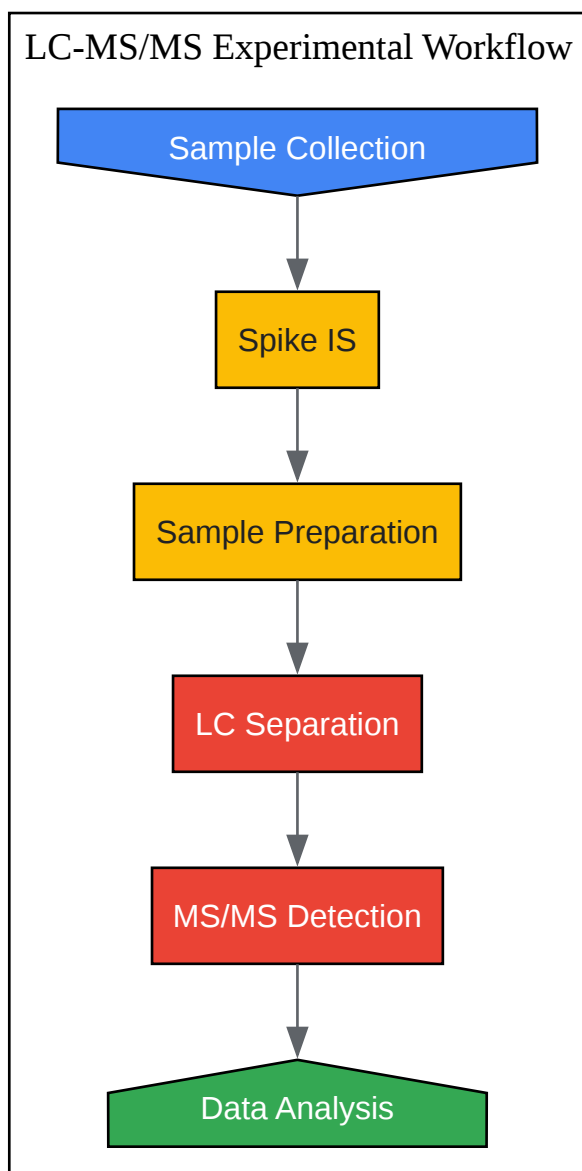 LC-MS/MS Experimental Workflow
Sample Collection
Spike IS
Sample Preparation
LC Separation
MS/MS Detection
Data Analysis